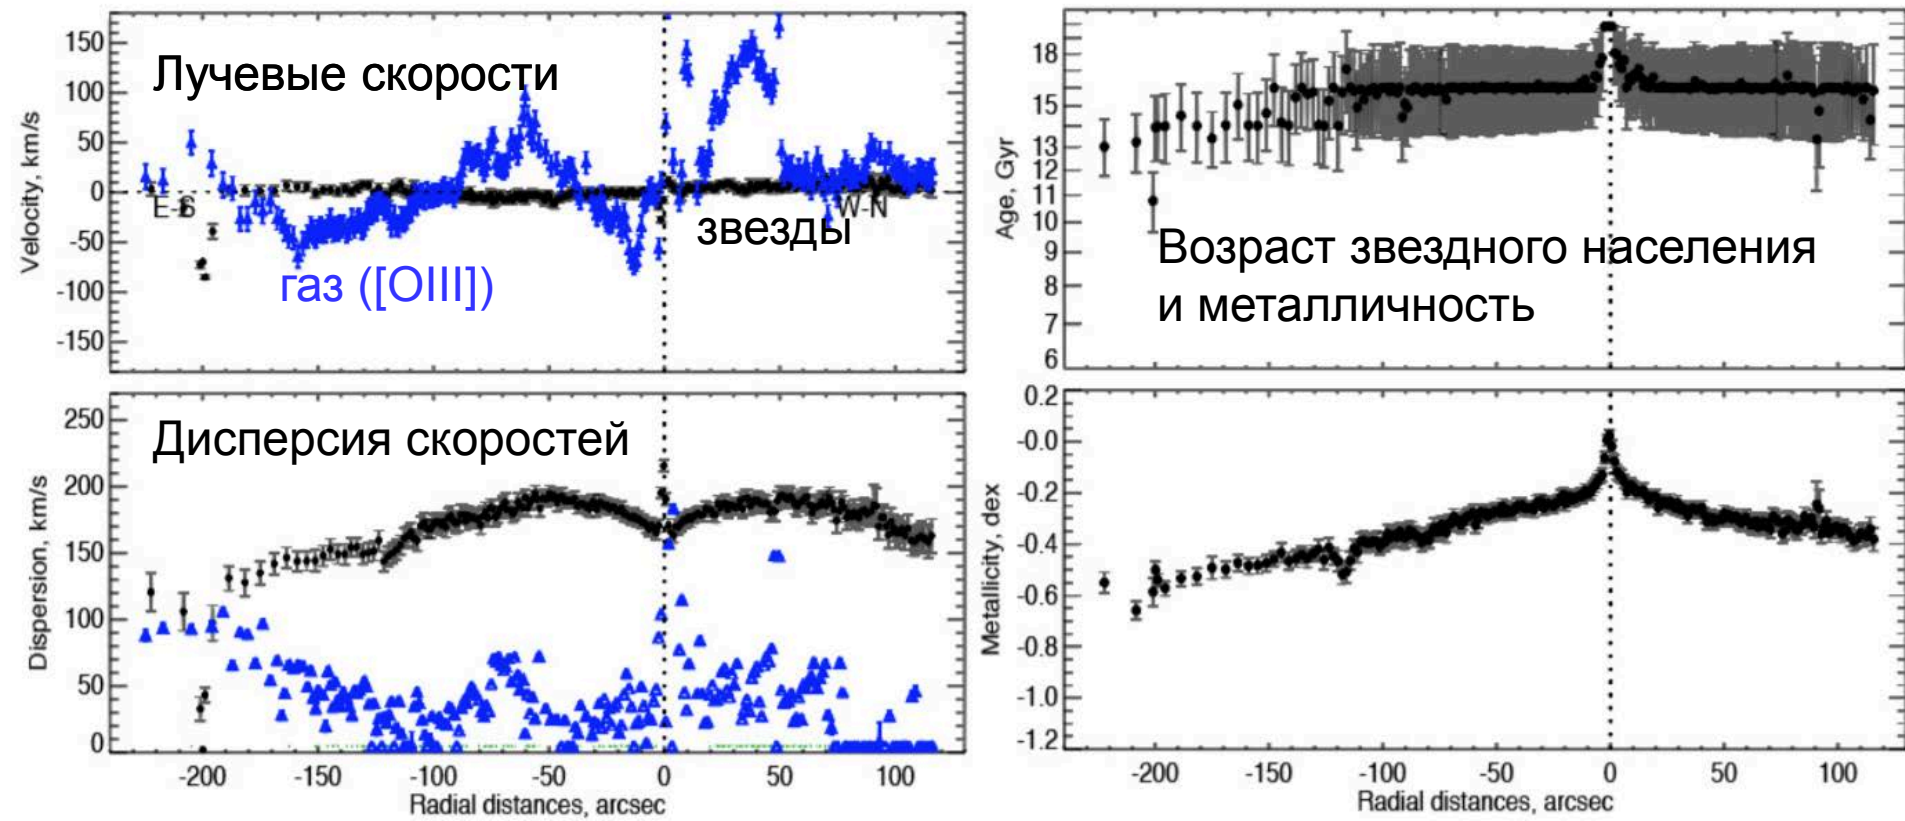 150
100
50
0
-50
-100
-150
Velocity, km/s
Лучевые скорости
E-S
W-N
звезды
газ ([OIII])
250
200
150
100
50
0
Dispersion, km/s
Дисперсия скоростей
-200 -150 -100 -50 0 50 100
Radial distances, arcsec
18
15
13
12
11
10
9
8
7
6
Age, Gyr
Возраст звездного населения
и металличность
0.2
-0.0
-0.2
-0.4
-0.6
-0.8
-1.0
-1.2
Metallicity, dex
-200 -150 -100 -50 0 50 100
Radial distances, arcsec